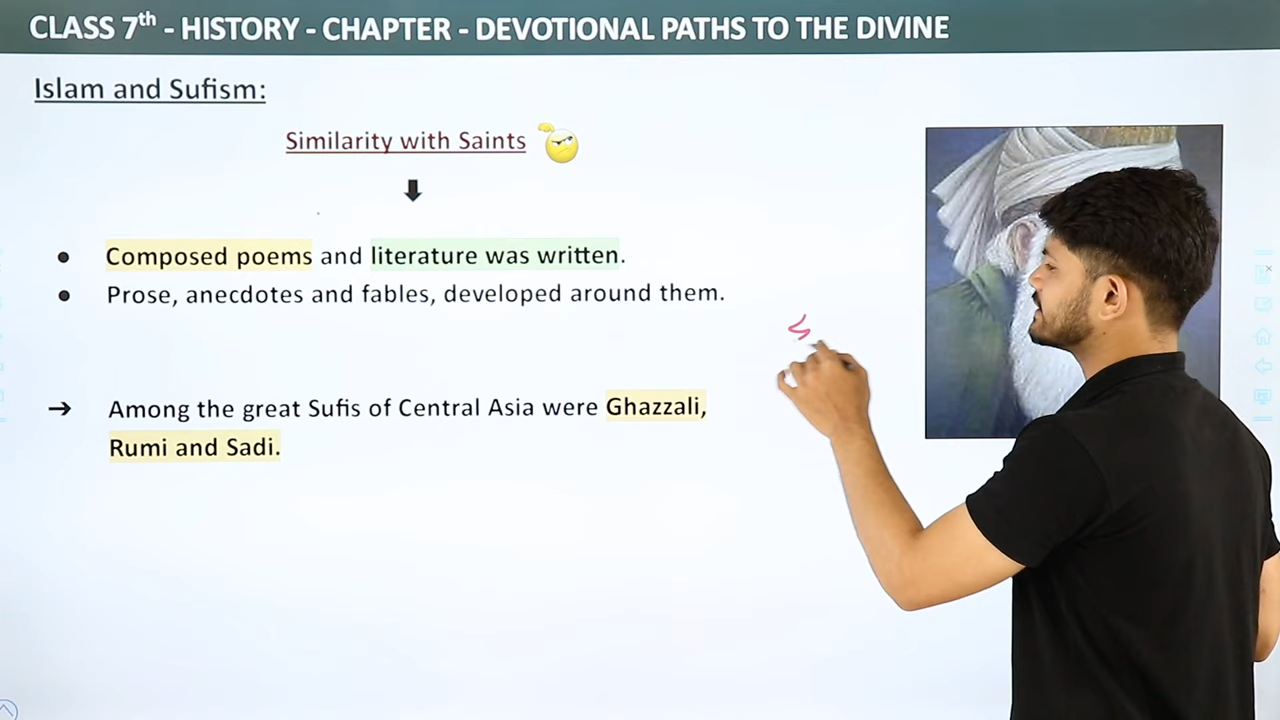 CLASS 7th - HISTORY - CHAPTER - DEVOTIONAL PATHS TO THE DIVINE
Islam and Sufism:
Similarity with Saints
Composed poems and literature was written.
Prose, anecdotes and fables, developed around them.
Among the great Sufis of Central Asia were Ghazzali,
Rumi and Sadi.